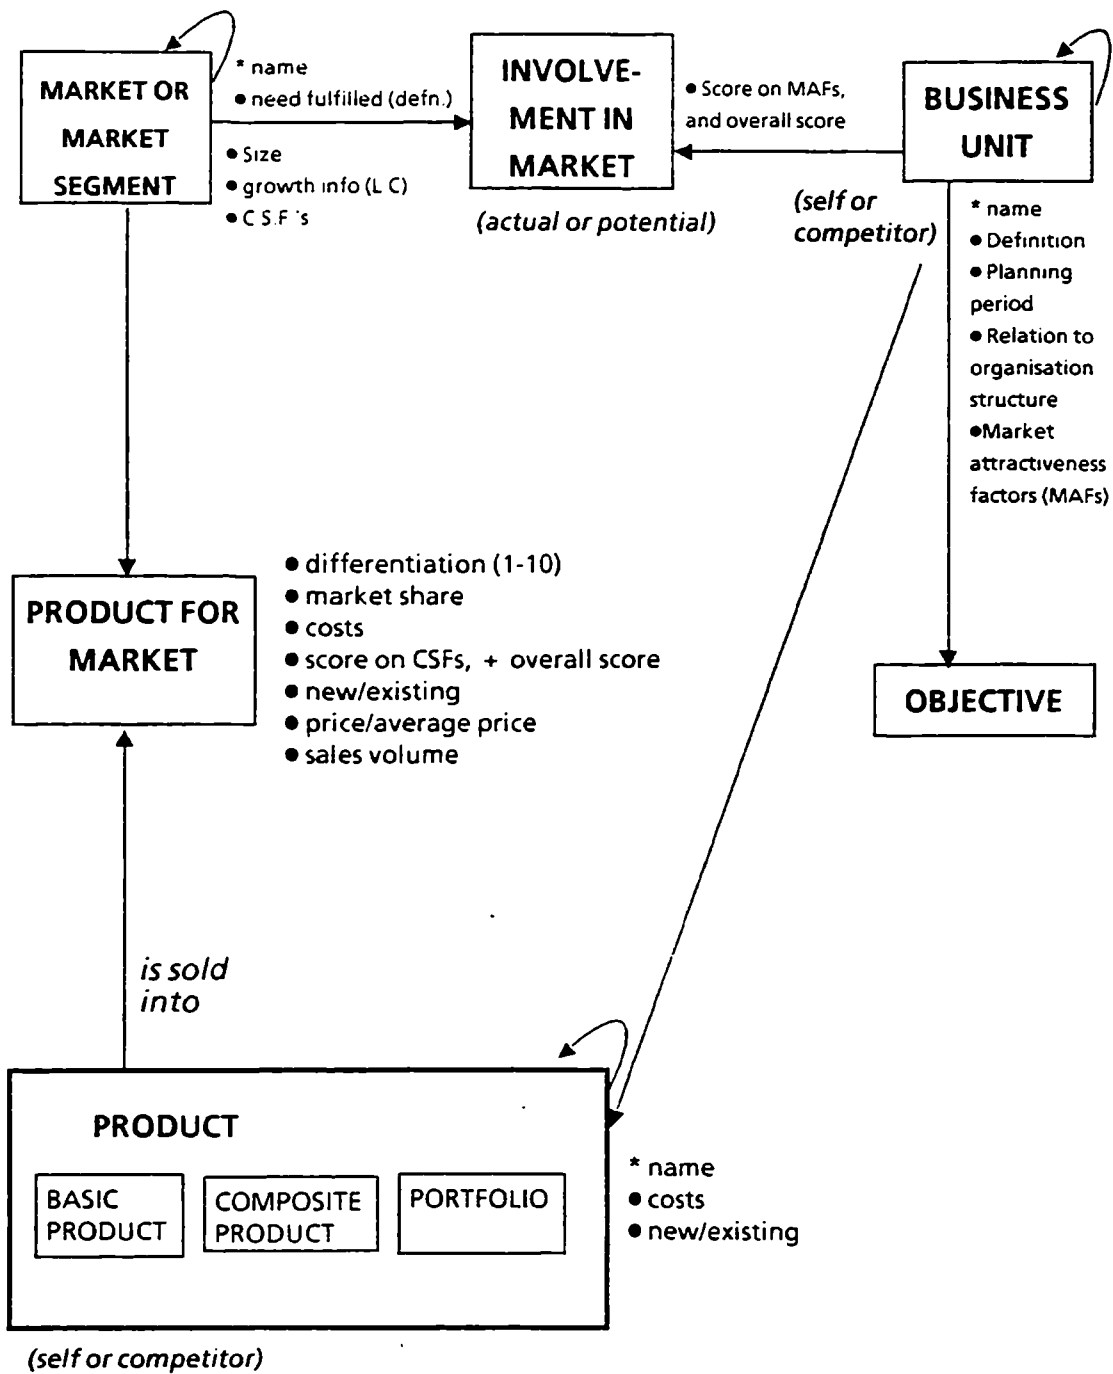 MARKET OR
MARKET
SEGMENT
* name
● need fulfilled (defn.)
● Size
● growth info (L C)
● C S.F 's
INVOLVE-
MENT IN
MARKET
(actual or potential)
● Score on MAFs,
and overall score
BUSINESS
UNIT
(self or
competitor)
* name
● Definition
● Planning
period
● Relation to
organisation
structure
●Market
attractiveness
factors (MAFs)
PRODUCT FOR
MARKET
● differentiation (1-10)
● market share
● costs
● score on CSFs, + overall score
● new/existing
● price/average price
● sales volume
OBJECTIVE
is sold
into
PRODUCT
BASIC
PRODUCT
COMPOSITE
PRODUCT
PORTFOLIO
* name
● costs
● new/existing
(self or competitor)